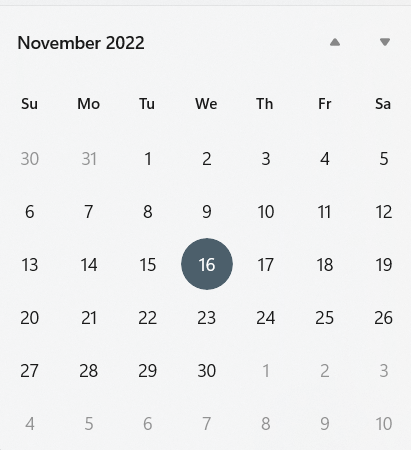 November 2022
Su Mo Tu We Th Fr Sa
30 31 1 2 3 4 5
6 7 8 9 10 11 12
13 14 15 16 17 18 19
20 21 22 23 24 25 26
27 28 29 30 1 2 3
4 5 6 7 8 9 10